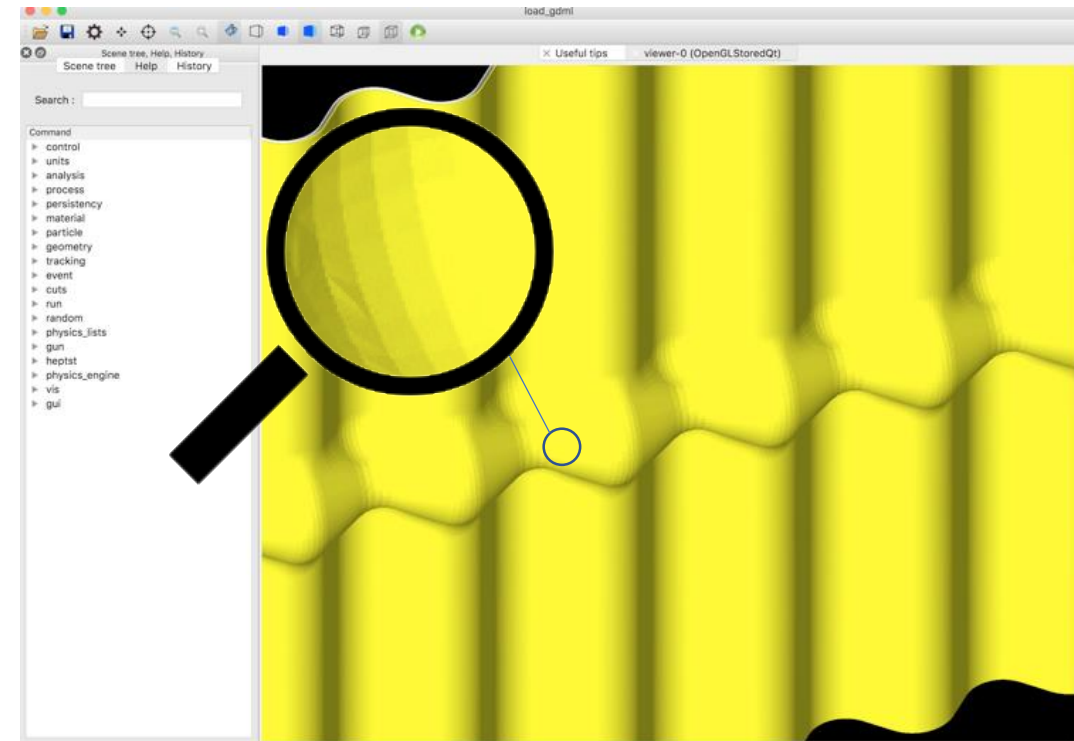 load_gdml
Scene tree, Help, History
Useful tips
viewer-0 (OpenGLStoredQt)
Scene tree
Help
History
Search :
Command
control
units
analysis
process
persistency
material
particle
geometry
tracking
event
cuts
run
random
physics_lists
gun
heptst
physics_engine
vis
gui